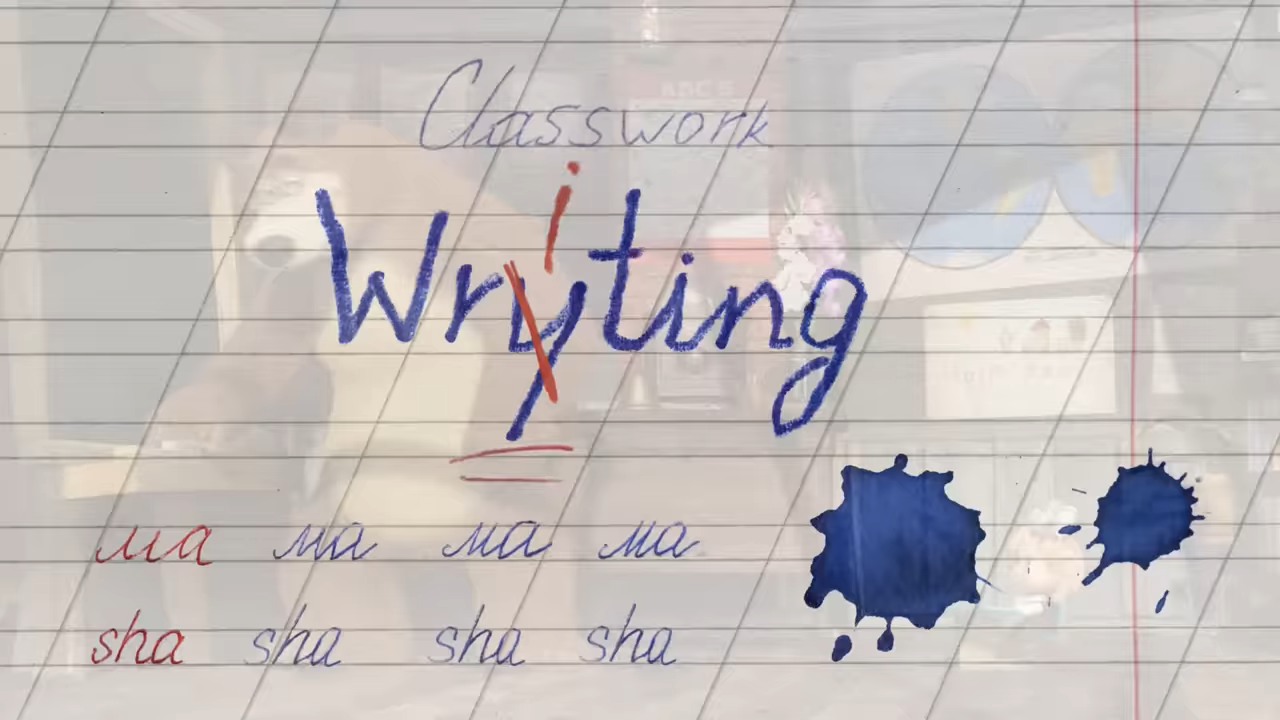 Classwork
Wryting
i
ма ма ма ма
sha sha sha sha